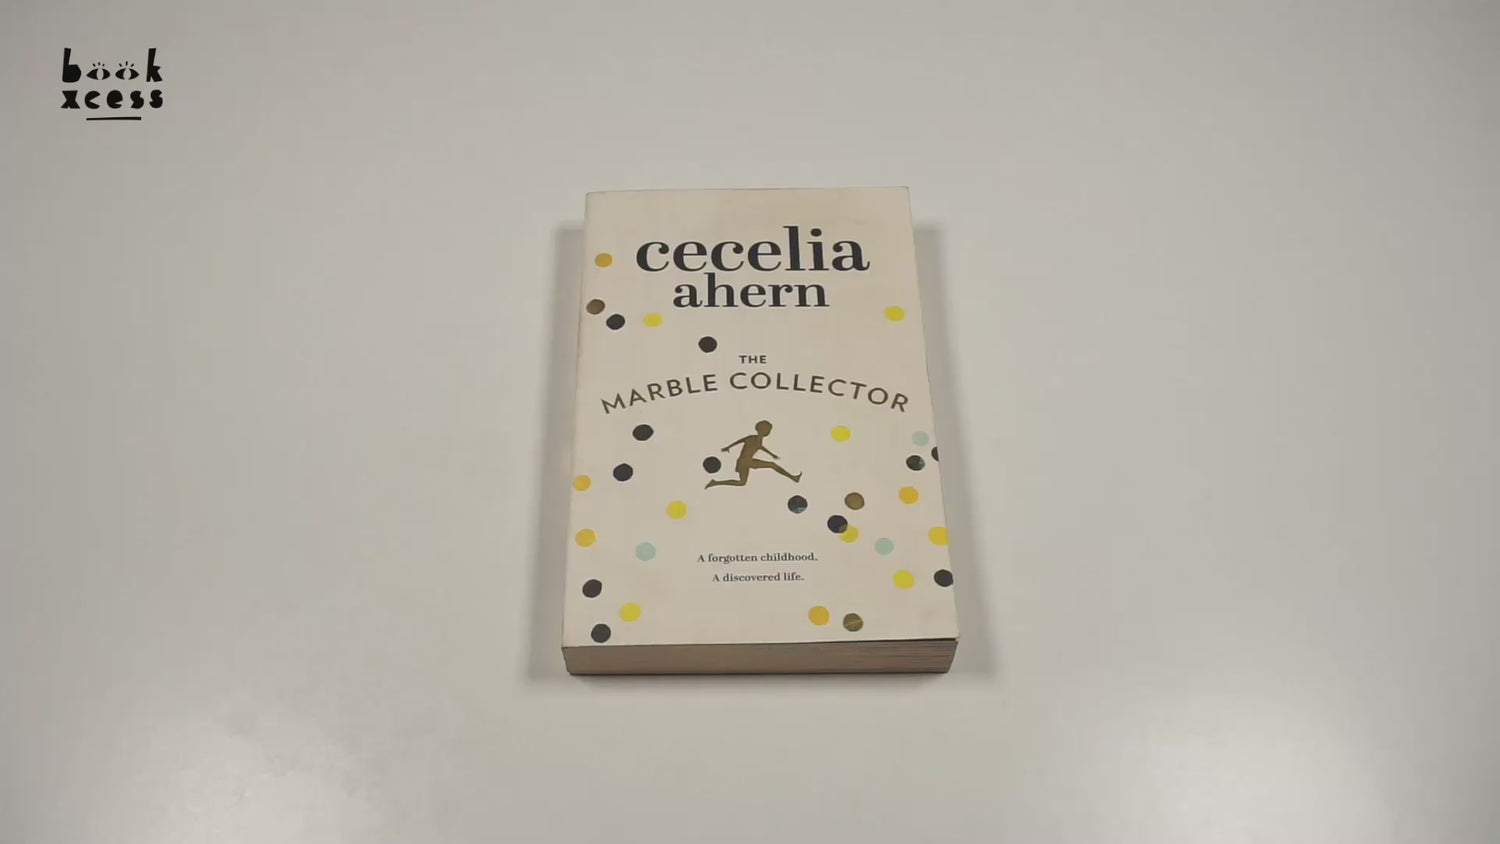 book
xcess
cecelia
ahern
THE
MARBLE COLLECTOR
A forgotten childhood.
A discovered life.